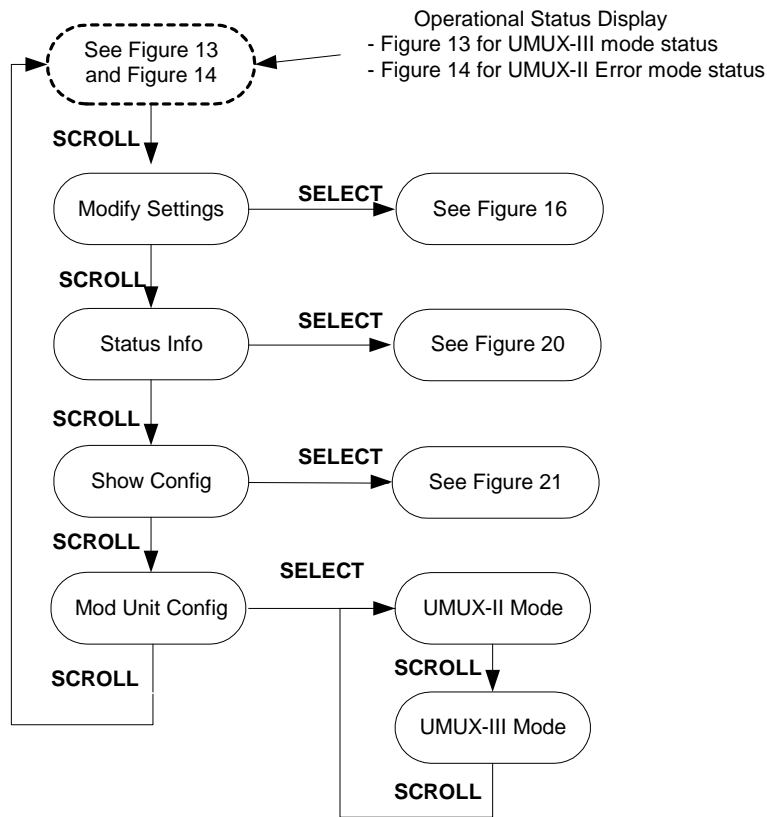 Operational Status Display
- Figure 13 for UMUX-III mode status
- Figure 14 for UMUX-II Error mode status
See Figure 13
and Figure 14
SCROLL
Modify Settings
SELECT
See Figure 16
SCROLL
Status Info
SELECT
See Figure 20
SCROLL
Show Config
SELECT
See Figure 21
SCROLL
Mod Unit Config
SELECT
UMUX-II Mode
SCROLL
SCROLL
UMUX-III Mode
SCROLL